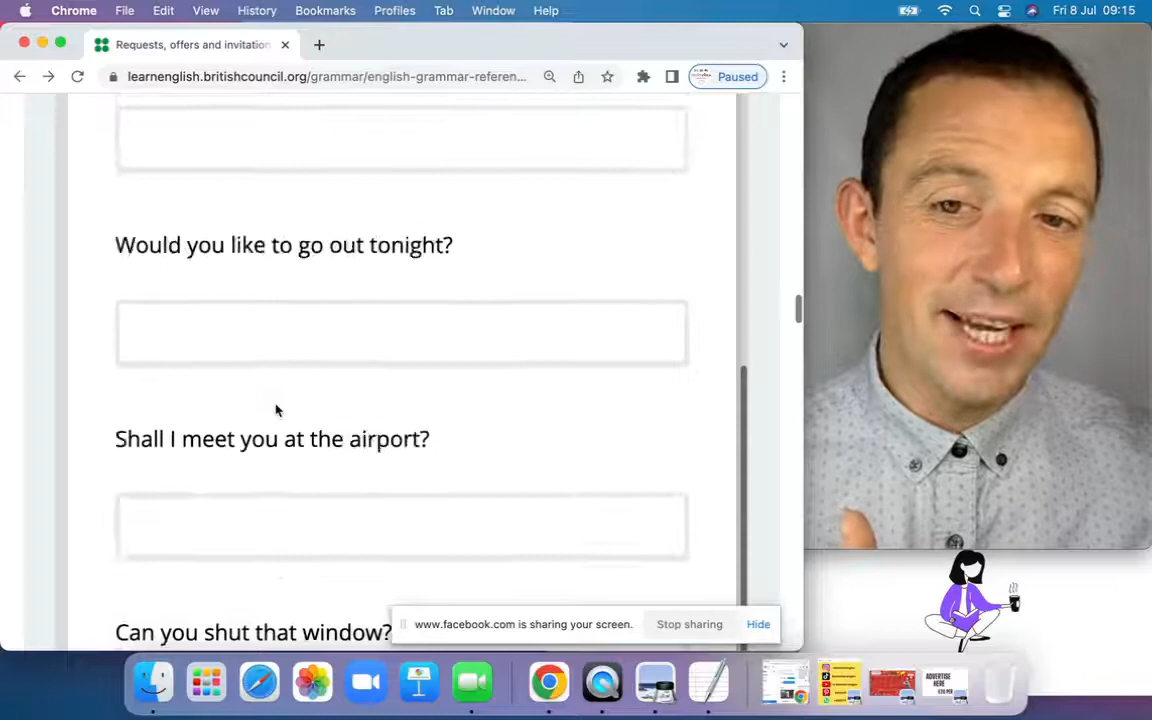 Chrome File Edit View History Bookmarks Profiles Tab Window Help Fri 8 Jul 09:15
Requests, offers and invitation
learnenglish.britishcouncil.org/grammar/english-grammar-referen... Paused
Would you like to go out tonight?
Shall I meet you at the airport?
Can you shut that window?
www.facebook.com is sharing your screen. Stop sharing Hide
ADVERTISE
HERE